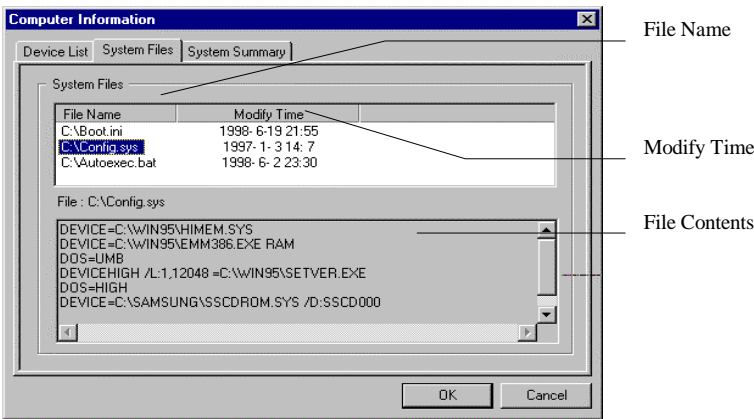 Computer Information
File Name
Device List System Files System Summary
System Files
File Name Modify Time
C:\Boot.ini 1998- 6-19 21:55
C:\Config.sys 1997- 1- 3 14: 7
C:\Autoexec.bat 1998- 6- 2 23:30
Modify Time
File : C:\Config.sys
File Contents
DEVICE=C:\WIN95\HIMEM.SYS
DEVICE=C:\WIN95\EMM386.EXE RAM
DOS=UMB
DEVICEHIGH /L:1,12048 =C:\WIN95\SETVER.EXE
DOS=HIGH
DEVICE=C:\SAMSUNG\SSCDROM.SYS /D:SSCD000
OK Cancel